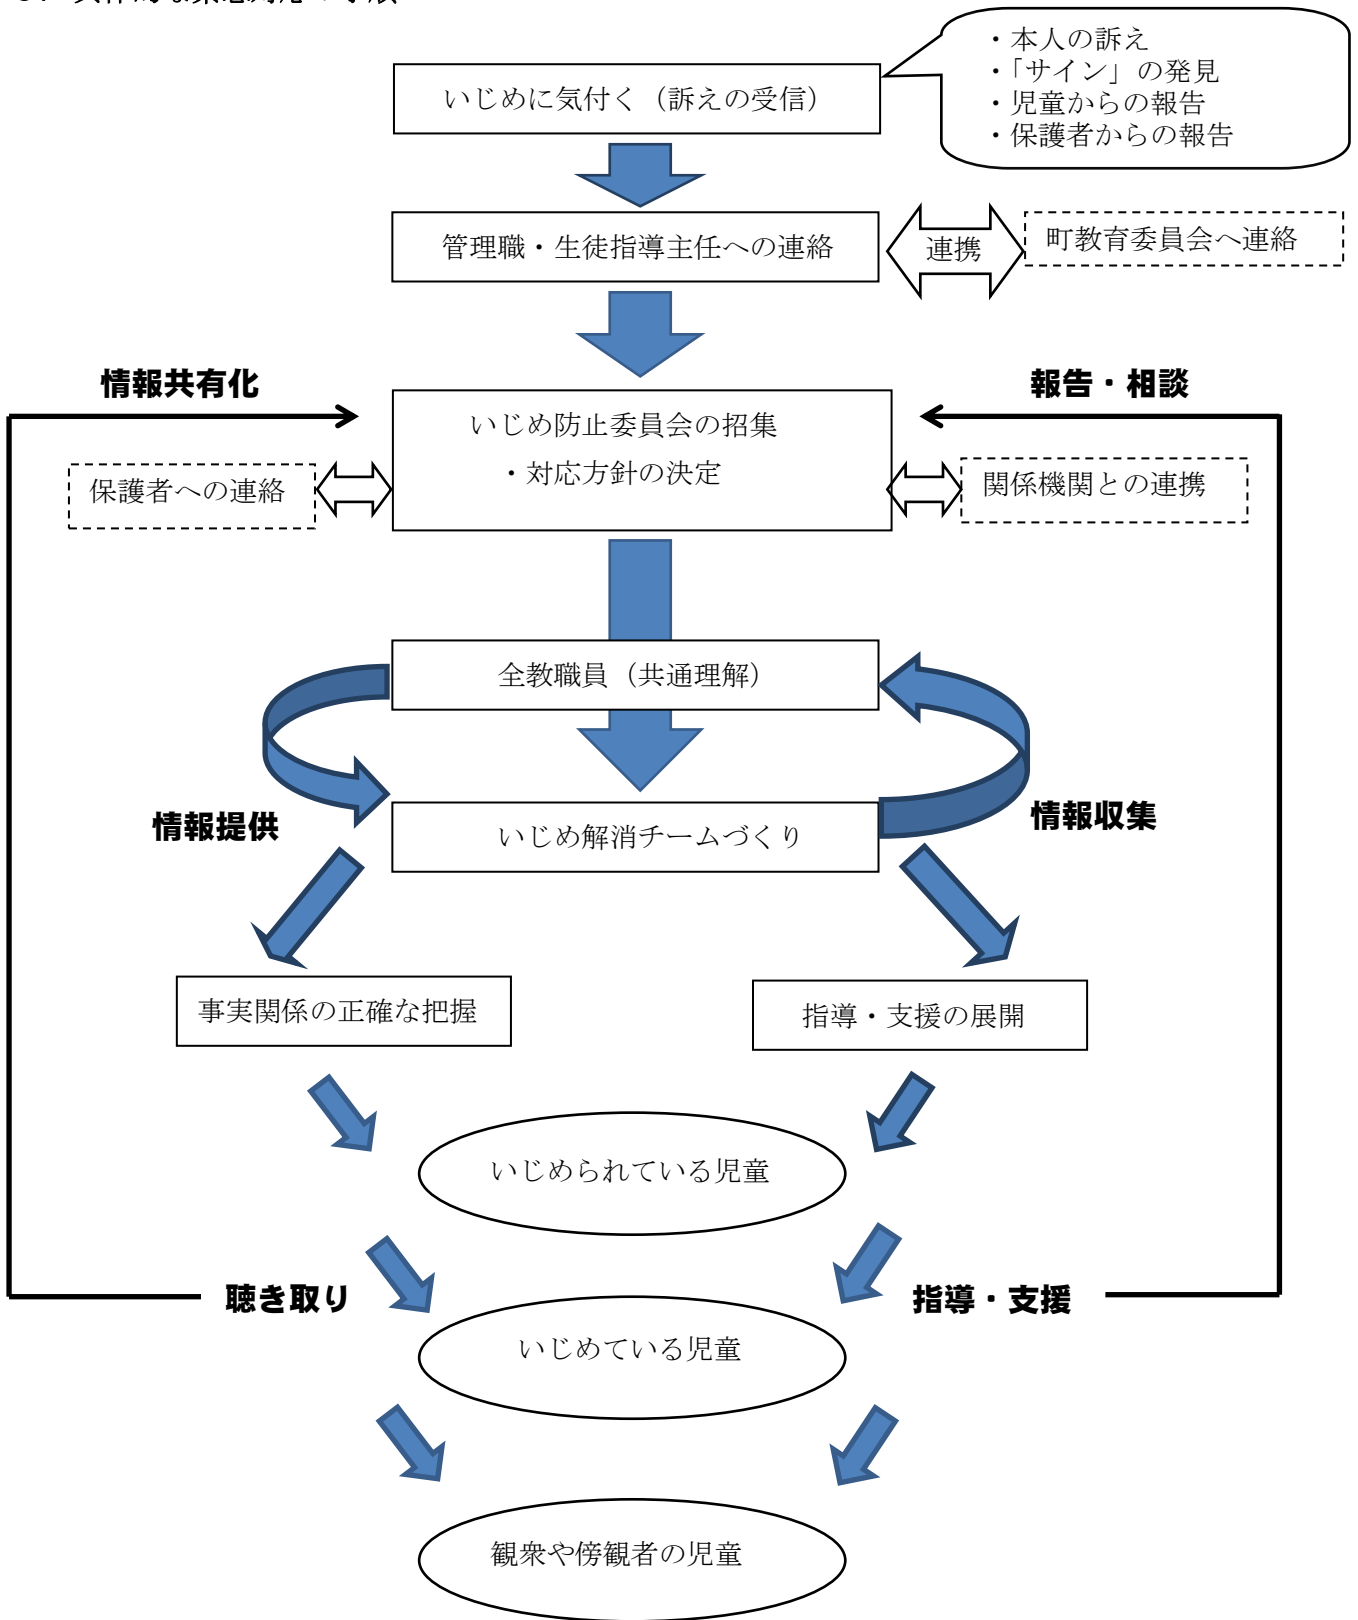 ・本人の訴え
・「サイン」の発見
・児童からの報告
・保護者からの報告
いじめに気付く（訴えの受信）
管理職・生徒指導主任への連絡
連携
町教育委員会へ連絡
情報共有化
報告・相談
いじめ防止委員会の招集
・対応方針の決定
保護者への連絡
関係機関との連携
全教職員（共通理解）
情報提供
情報収集
いじめ解消チームづくり
事実関係の正確な把握
指導・支援の展開
いじめられている児童
聴き取り
指導・支援
いじめている児童
観衆や傍観者の児童